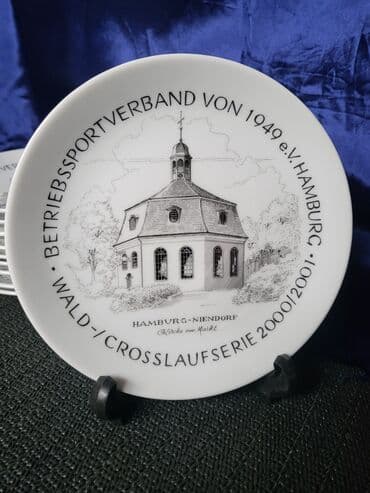 BETRIEBSSPORTVERBAND VON 1949 e.V. HAMBURG
WALD-/CROSSLAUFSERIE 2000/2001
HAMBURG-NIENDORF
Kirche am Markt